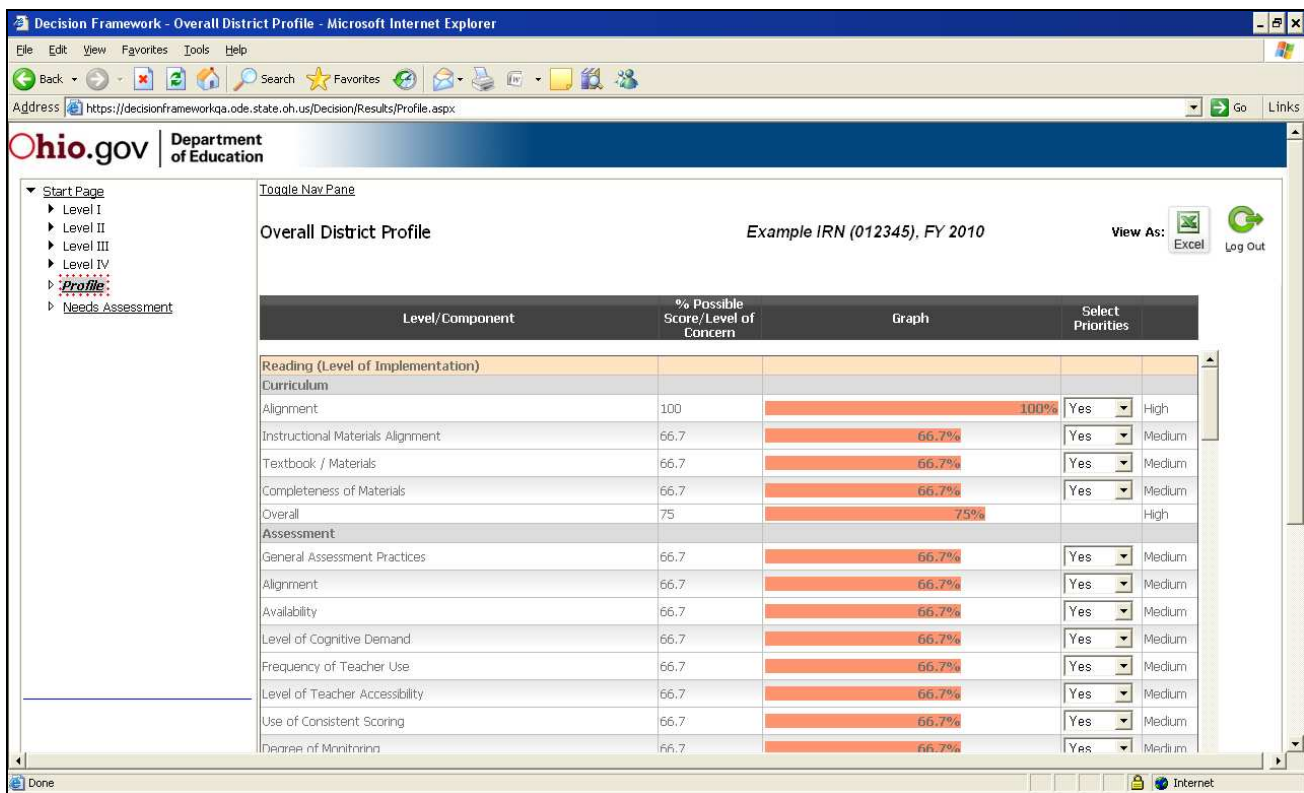 Decision Framework - Overall District Profile - Microsoft Internet Explorer
File Edit View Favorites Tools Help
Back Search Favorites
Address https://decisionframeworkqa.ode.state.oh.us/Decision/Results/Profile.aspx Go Links
Ohio.gov Department of Education
Start Page
Level I
Level II
Level III
Level IV
Profile
Needs Assessment
Toggle Nav Pane
Overall District Profile Example IRN (012345), FY 2010 View As: Excel Log Out
Level/Component % Possible Score/Level of Concern Graph Select Priorities
Reading (Level of Implementation)
Curriculum
Alignment 100 100% Yes High
Instructional Materials Alignment 66.7 66.7% Yes Medium
Textbook / Materials 66.7 66.7% Yes Medium
Completeness of Materials 66.7 66.7% Yes Medium
Overall 75 75% High
Assessment
General Assessment Practices 66.7 66.7% Yes Medium
Alignment 66.7 66.7% Yes Medium
Availability 66.7 66.7% Yes Medium
Level of Cognitive Demand 66.7 66.7% Yes Medium
Frequency of Teacher Use 66.7 66.7% Yes Medium
Level of Teacher Accessibility 66.7 66.7% Yes Medium
Use of Consistent Scoring 66.7 66.7% Yes Medium
Degree of Monitoring 66.7 66.7% Yes Medium
Done Internet